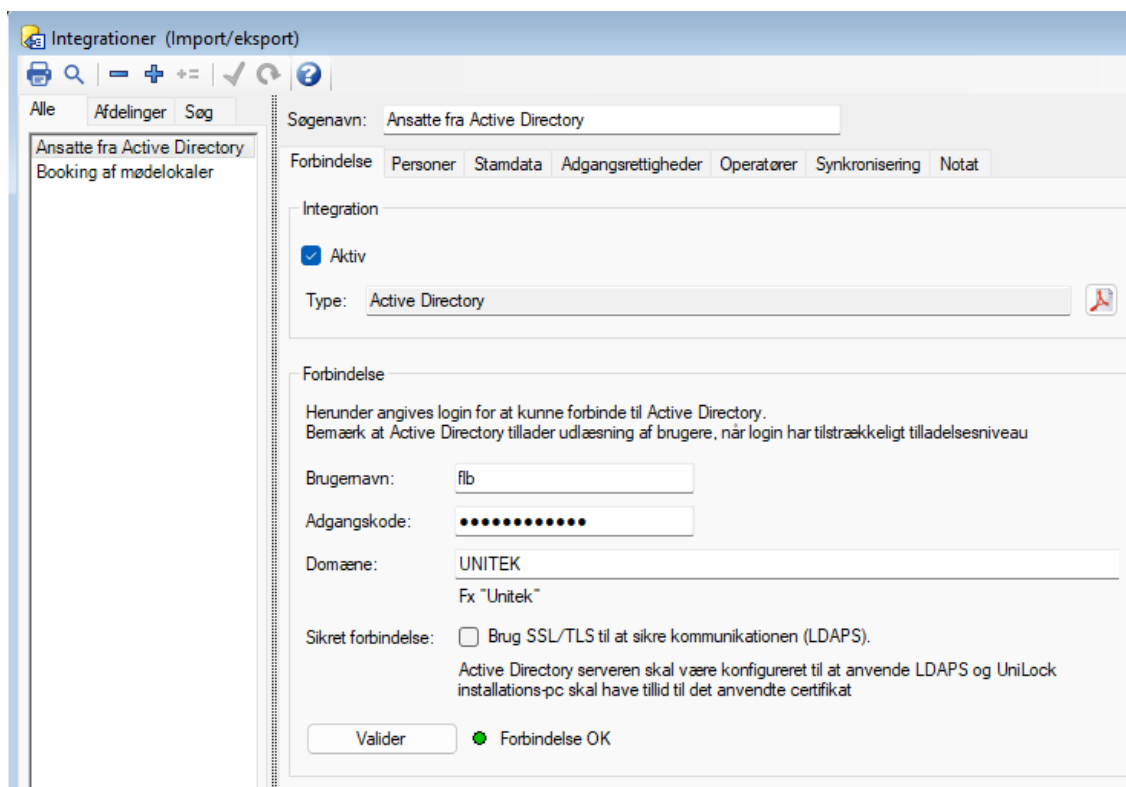 Integrationer (Import/eksport)
Alle Afdelinger Søg
Ansatte fra Active Directory
Booking af mødelokaler
Søgenavn: Ansatte fra Active Directory
Forbindelse Personer Stamdata Adgangsrettigheder Operatører Synkronisering Notat
Integration
Aktiv
Type: Active Directory
Forbindelse
Herunder angives login for at kunne forbinde til Active Directory.
Bemærk at Active Directory tillader udlæsning af brugere, når login har tilstrækkeligt tilladelsesniveau
Brugernavn: flb
Adgangskode: ●●●●●●●●●●●●
Domæne: UNITEK
Fx "Unitek"
Sikret forbindelse: Brug SSL/TLS til at sikre kommunikationen (LDAPS).
Active Directory serveren skal være konfigureret til at anvende LDAPS og UniLock
installations-pc skal have tillid til det anvendte certifikat
Valider Forbindelse OK